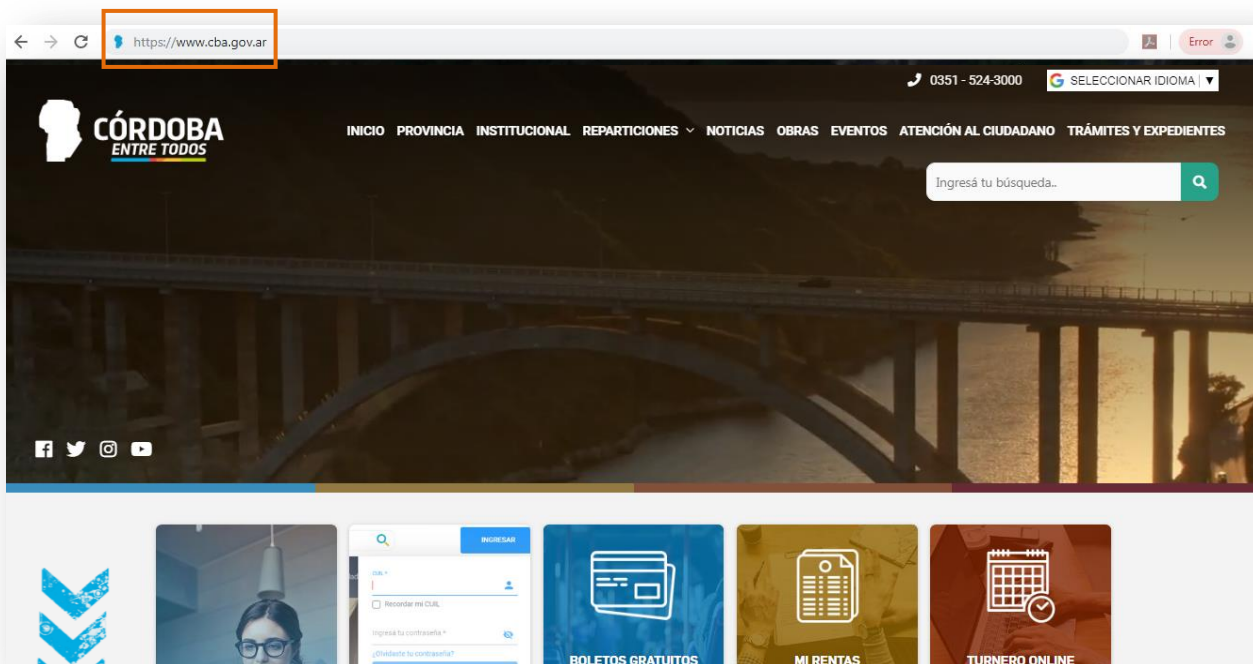 https://www.cba.gov.ar
Error
0351 - 524-3000
SELECCIONAR IDIOMA
CÓRDOBA
ENTRE TODOS
INICIO PROVINCIA INSTITUCIONAL REPARTICIONES NOTICIAS OBRAS EVENTOS ATENCIÓN AL CIUDADANO TRÁMITES Y EXPEDIENTES
Ingresá tu búsqueda..
INGRESAR
CUIL *
Recordar mi CUIL
Ingresá tu contraseña *
¿Olvidaste tu contraseña?
BOLETOS GRATUITOS
MI RENTAS
TURNERO ONLINE